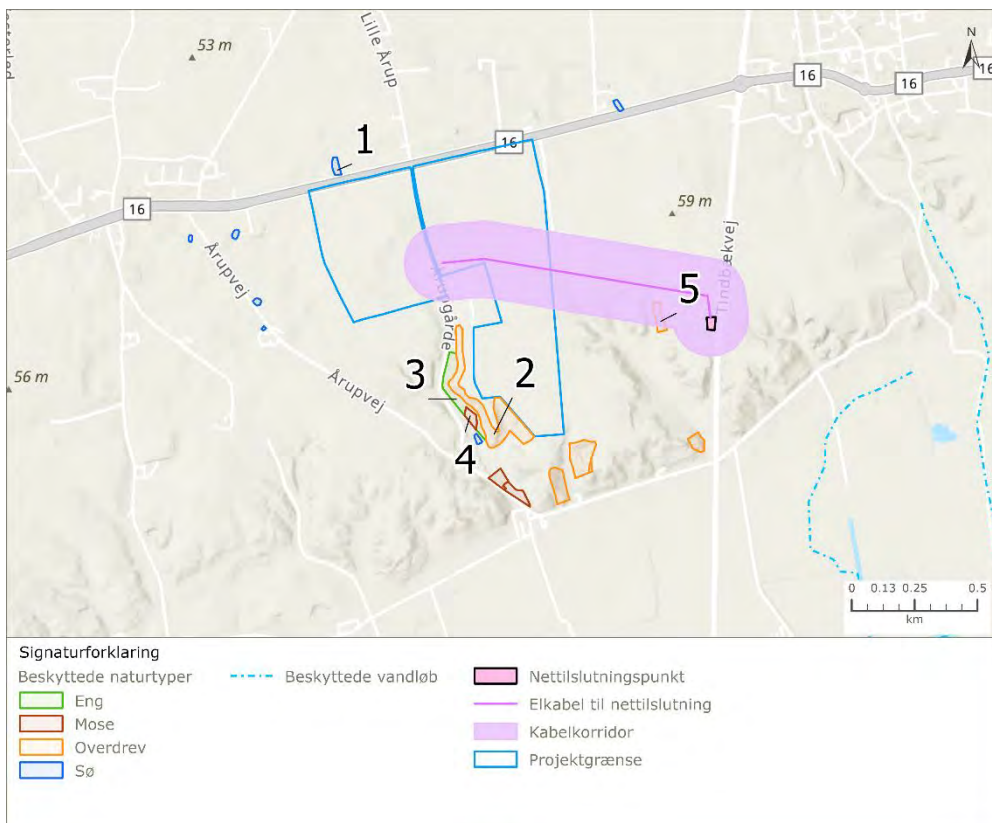 53 m
Lille Årup
N
16
16
16
1
16
16
59 m
Årupvej
Tindbækvej
5
Årupgårde
56 m
3
2
Årupvej
4
0 0.13 0.25 0.5
km
Signaturforklaring
Beskyttede naturtyper
Eng
Mose
Overdrev
Sø
Beskyttede vandløb
Nettilslutningspunkt
Elkabel til nettilslutning
Kabelkorridor
Projektgrænse